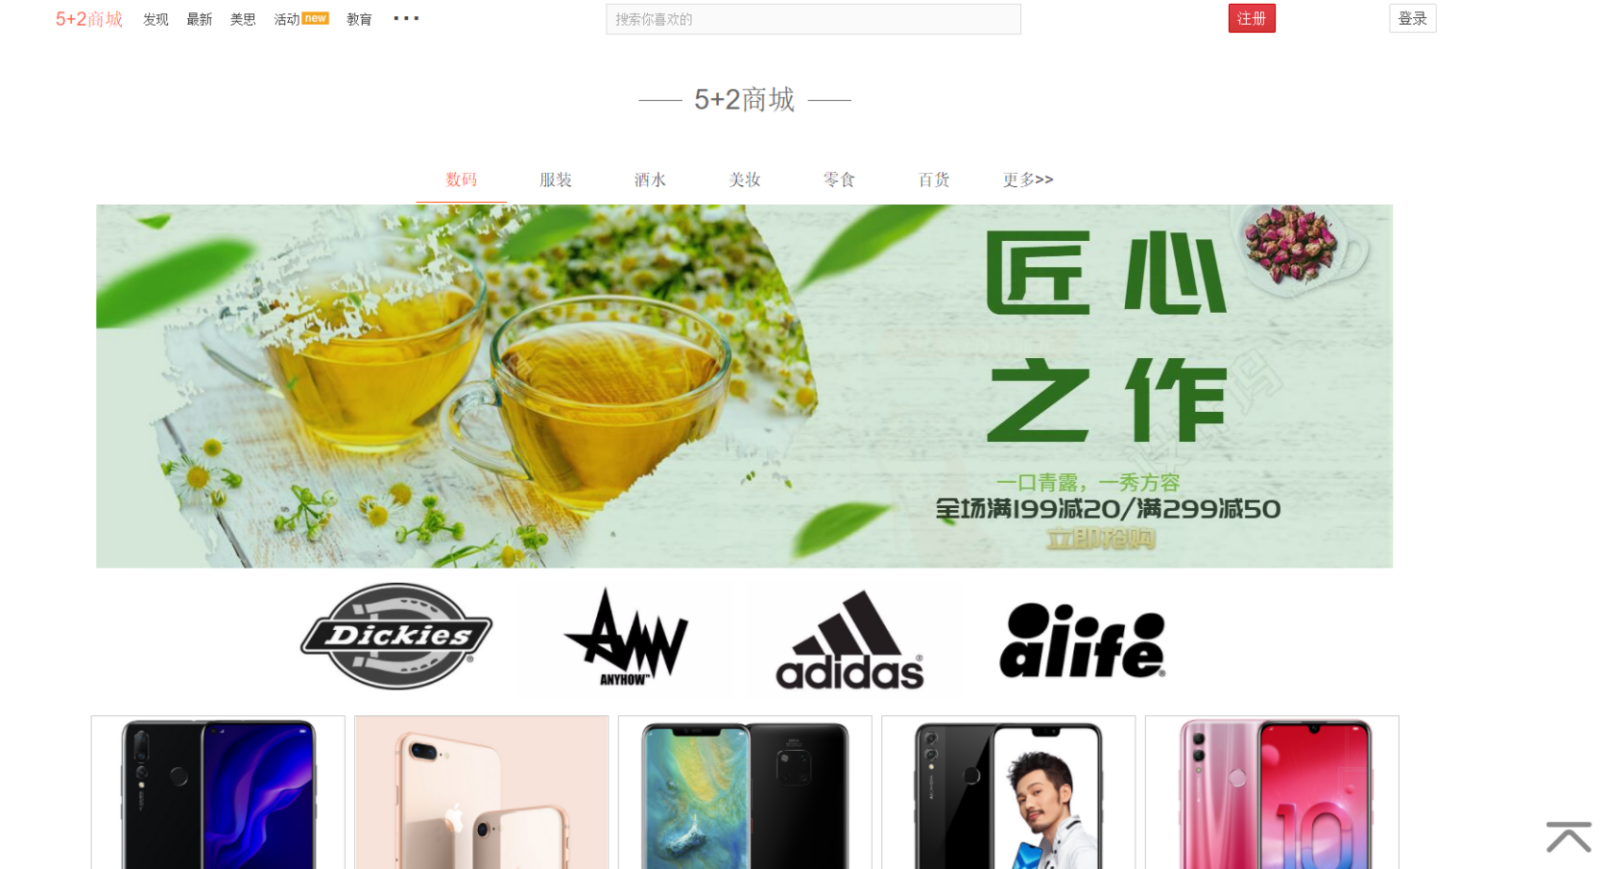 5+2商城 发现 最新 美思 活动 new 教育 ··· 搜索你喜欢的 注册 登录
5+2商城
数码 服装 酒水 美妆 零食 百货 更多>>
匠心
之作
一口青露，一秀方容
全场满199减20/满299减50
立即抢购
Dickies®
ANYHOW™
adidas®
alife®
10